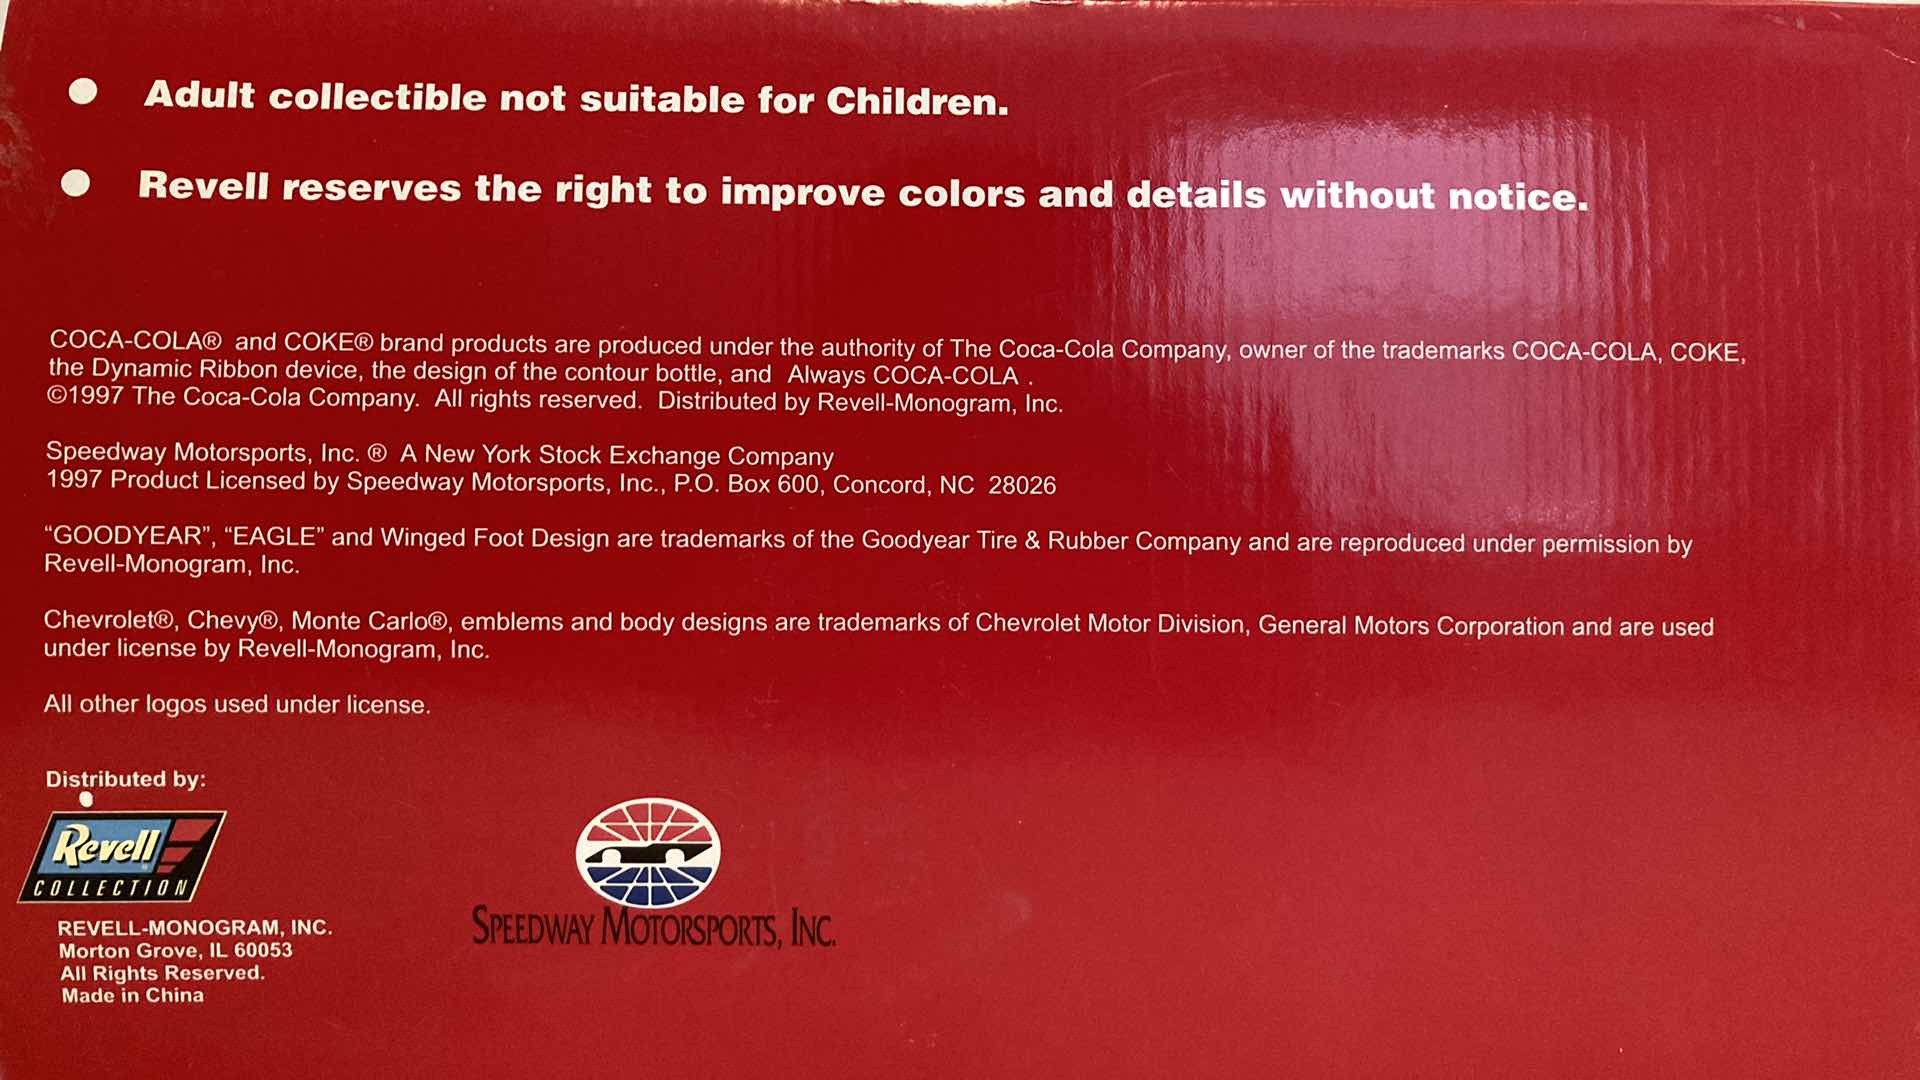 ● Adult collectible not suitable for Children.
● Revell reserves the right to improve colors and details without notice.
COCA-COLA® and COKE® brand products are produced under the authority of The Coca-Cola Company, owner of the trademarks COCA-COLA, COKE,
the Dynamic Ribbon device, the design of the contour bottle, and Always COCA-COLA .
©1997 The Coca-Cola Company. All rights reserved. Distributed by Revell-Monogram, Inc.
Speedway Motorsports, Inc. ® A New York Stock Exchange Company
1997 Product Licensed by Speedway Motorsports, Inc., P.O. Box 600, Concord, NC 28026
“GOODYEAR”, “EAGLE” and Winged Foot Design are trademarks of the Goodyear Tire & Rubber Company and are reproduced under permission by
Revell-Monogram, Inc.
Chevrolet®, Chevy®, Monte Carlo®, emblems and body designs are trademarks of Chevrolet Motor Division, General Motors Corporation and are used
under license by Revell-Monogram, Inc.
All other logos used under license.
Distributed by:
Revell
COLLECTION
REVELL-MONOGRAM, INC.
Morton Grove, IL 60053
All Rights Reserved.
Made in China
SPEEDWAY MOTORSPORTS, INC.